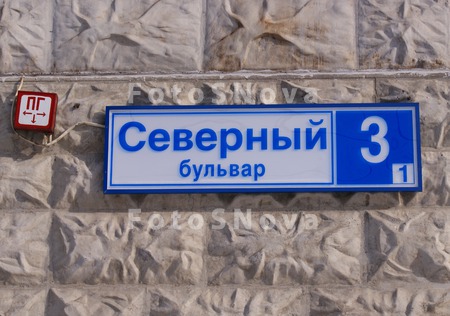 FotoSNova
ПГ
Северный
бульвар
3
1
FotoSNova